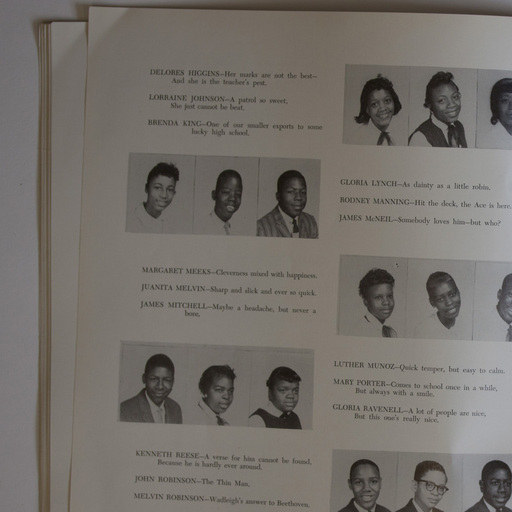 DELORES HIGGINS—Her marks are not the best—
And she is the teacher's pest.
LORRAINE JOHNSON—A patrol so sweet,
She just cannot be beat.
BRENDA KING—One of our smaller exports to some
lucky high school.
GLORIA LYNCH—As dainty as a little robin.
RODNEY MANNING—Hit the deck, the Ace is here.
JAMES McNEIL—Somebody loves him—but who?
MARGARET MEEKS—Cleverness mixed with happiness.
JUANITA MELVIN—Sharp and slick and ever so quick.
JAMES MITCHELL—Maybe a headache, but never a
bore.
LUTHER MUNOZ—Quick temper, but easy to calm.
MARY PORTER—Comes to school once in a while,
But always with a smile.
GLORIA RAVENELL—A lot of people are nice,
But this one's really nice.
KENNETH REESE—A verse for him cannot be found,
Because he is hardly ever around.
JOHN ROBINSON—The Thin Man.
MELVIN ROBINSON—Wadleigh's answer to Beethoven.